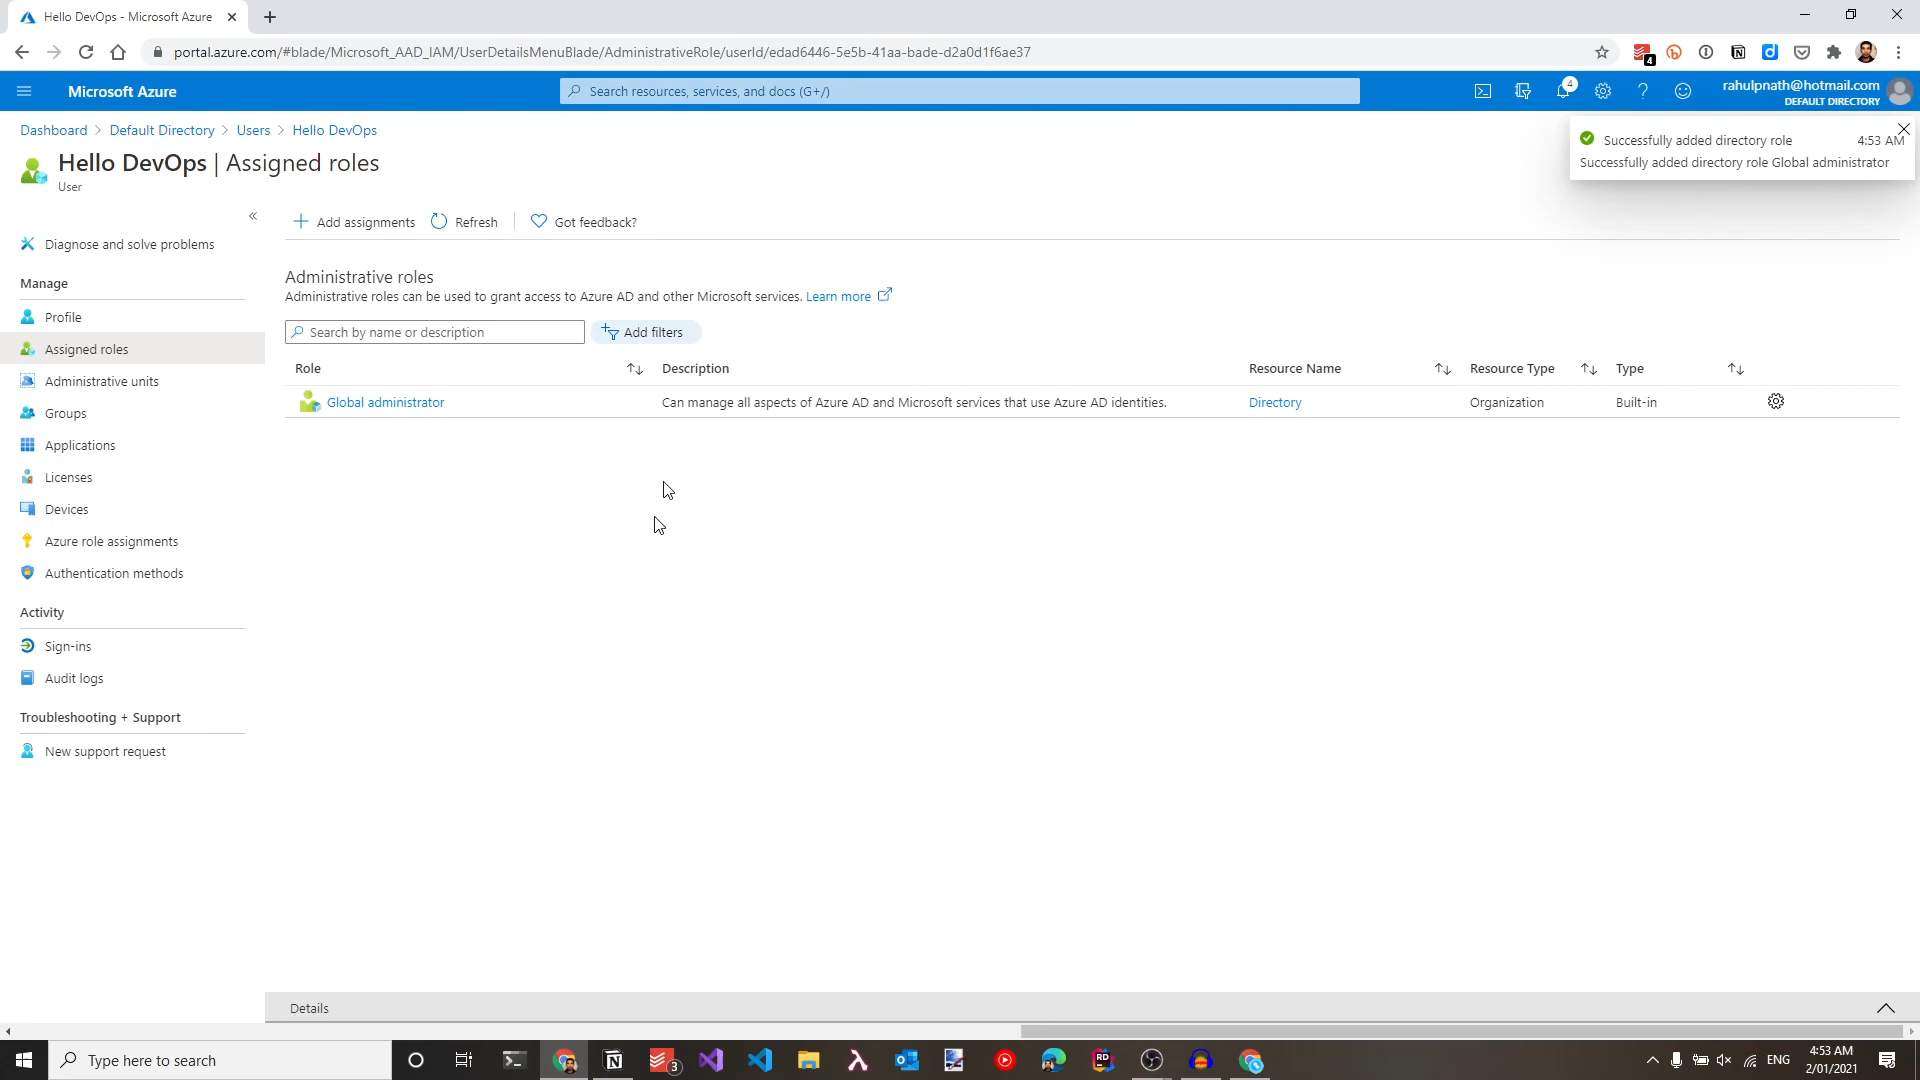 Hello DevOps - Microsoft Azure
portal.azure.com/#blade/Microsoft_AAD_IAM/UserDetailsMenuBlade/AdministrativeRole/userId/edad6446-5e5b-41aa-bade-d2a0d1f6ae37
4
Microsoft Azure
Search resources, services, and docs (G+/)
4
rahulpnath@hotmail.com
DEFAULT DIRECTORY
Dashboard > Default Directory > Users > Hello DevOps
Hello DevOps | Assigned roles
User
Successfully added directory role 4:53 AM
Successfully added directory role Global administrator
Add assignments Refresh Got feedback?
Diagnose and solve problems
Manage
Profile
Assigned roles
Administrative units
Groups
Applications
Licenses
Devices
Azure role assignments
Authentication methods
Activity
Sign-ins
Audit logs
Troubleshooting + Support
New support request
Administrative roles
Administrative roles can be used to grant access to Azure AD and other Microsoft services. Learn more
Search by name or description Add filters
Role Description Resource Name Resource Type Type
Global administrator Can manage all aspects of Azure AD and Microsoft services that use Azure AD identities. Directory Organization Built-in
Details
Type here to search
3
RD
ENG
4:53 AM
2/01/2021